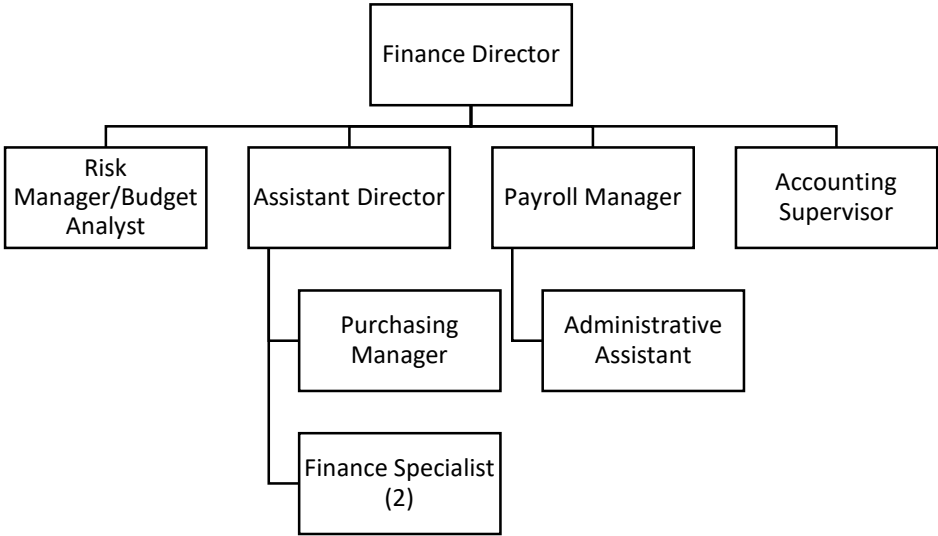 Finance Director
Risk
Manager/Budget
Analyst
Assistant Director
Payroll Manager
Accounting
Supervisor
Purchasing
Manager
Administrative
Assistant
Finance Specialist
(2)